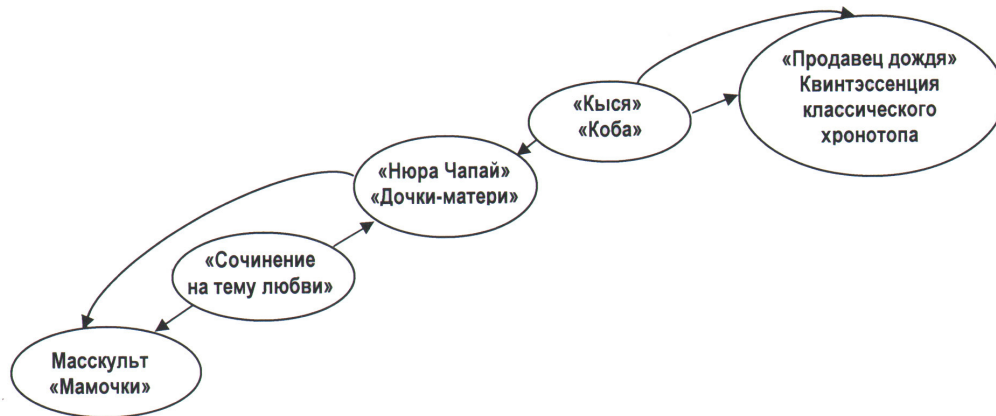 «Продавец дождя»
Квинтэссенция
классического
хронотопа
«Кыся»
«Коба»
«Нюра Чапай»
«Дочки-матери»
«Сочинение
на тему любви»
Масскульт
«Мамочки»